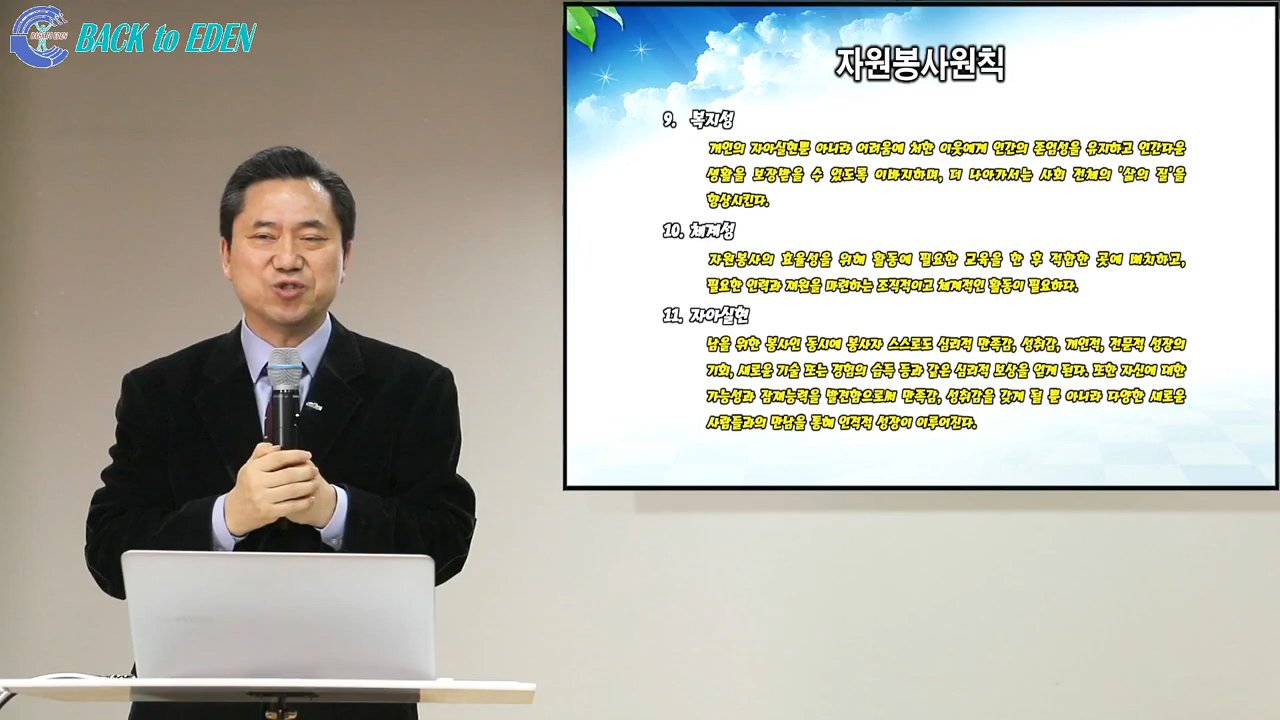 BACK to EDEN
BACK TO EDEN
자원봉사원칙
9. 복지성
개인의 자아실현뿐 아니라 어려움에 처한 이웃에게 인간의 존엄성을 유지하고 인간다운
생활을 보장받을 수 있도록 이바지하며, 더 나아가서는 사회 전체의 '삶의 질'을
향상시킨다.
10. 체계성
자원봉사의 효율성을 위해 활동에 필요한 교육을 한 후 적합한 곳에 배치하고,
필요한 인력과 재원을 마련하는 조직적이고 체계적인 활동이 필요하다.
11. 자아실현
남을 위한 봉사인 동시에 봉사자 스스로도 심리적 만족감, 성취감, 개인적, 전문적 성장의
기회, 새로운 기술 또는 경험의 습득 등과 같은 심리적 보상을 얻게 된다. 또한 자신에 대한
가능성과 잠재능력을 발견함으로써 만족감, 성취감을 갖게 될 뿐 아니라 다양한 새로운
사람들과의 만남을 통해 인격적 성장이 이루어진다.